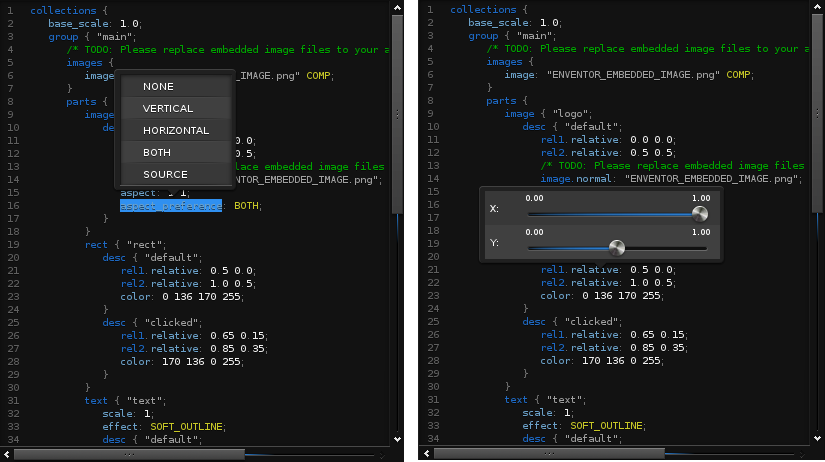 1 collections {
2 base_scale: 1.0;
3 group { "main";
4 /* TODO: Please replace embedded image files to your a
5 images {
6 image _IMAGE.png" COMP;
7 }
8 parts {
9 image
10 de
11 0.0;
12 0.5;
13 lace embedded image files
14 NVENTOR_EMBEDDED_IMAGE.png";
15 aspect: 1 1;
16 aspect_preference: BOTH;
17 }
18 }
19 rect { "rect";
20 desc { "default";
21 rel1.relative: 0.5 0.0;
22 rel2.relative: 1.0 0.5;
23 color: 0 136 170 255;
24 }
25 desc { "clicked";
26 rel1.relative: 0.65 0.15;
27 rel2.relative: 0.85 0.35;
28 color: 170 136 0 255;
29 }
30 }
31 text { "text";
32 scale: 1;
33 effect: SOFT_OUTLINE;
34 desc { "default";
NONE
VERTICAL
HORIZONTAL
BOTH
SOURCE
1 collections {
2 base_scale: 1.0;
3 group { "main";
4 /* TODO: Please replace embedded image files to your a
5 images {
6 image: "ENVENTOR_EMBEDDED_IMAGE.png" COMP;
7 }
8 parts {
9 image { "logo";
10 desc { "default";
11 rel1.relative: 0.0 0.0;
12 rel2.relative: 0.5 0.5;
13 /* TODO: Please replace embedded image files
14 image.normal: "ENVENTOR_EMBEDDED_IMAGE.png";
15
16
17
18
19
20
21 rel1.relative: 0.5 0.0;
22 rel2.relative: 1.0 0.5;
23 color: 0 136 170 255;
24 }
25 desc { "clicked";
26 rel1.relative: 0.65 0.15;
27 rel2.relative: 0.85 0.35;
28 color: 170 136 0 255;
29 }
30 }
31 text { "text";
32 scale: 1;
33 effect: SOFT_OUTLINE;
34 desc { "default";
0.00 1.00
X:
0.00 1.00
Y: